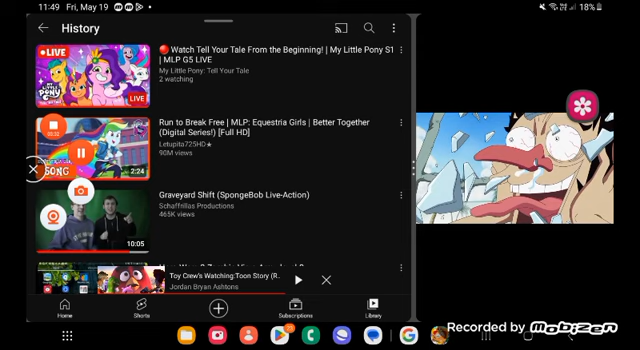 11:49 Fri, May 19
18%
History
🔴 Watch Tell Your Tale From the Beginning! | My Little Pony S1
| MLP G5 LIVE
My Little Pony: Tell Your Tale
2 watching
LIVE
LIVE
Run to Break Free | MLP: Equestria Girls | Better Together
(Digital Series!) [Full HD]
Letupita725HD★
90M views
SONG
2:24
Graveyard Shift (SpongeBob Live-Action)
Schaffrillas Productions
465K views
10:05
Toy Crew's Watching:Toon Story (R..
Jordan Bryan Ashtons
Home
Shorts
Subscriptions
Library
Recorded by Mobizen